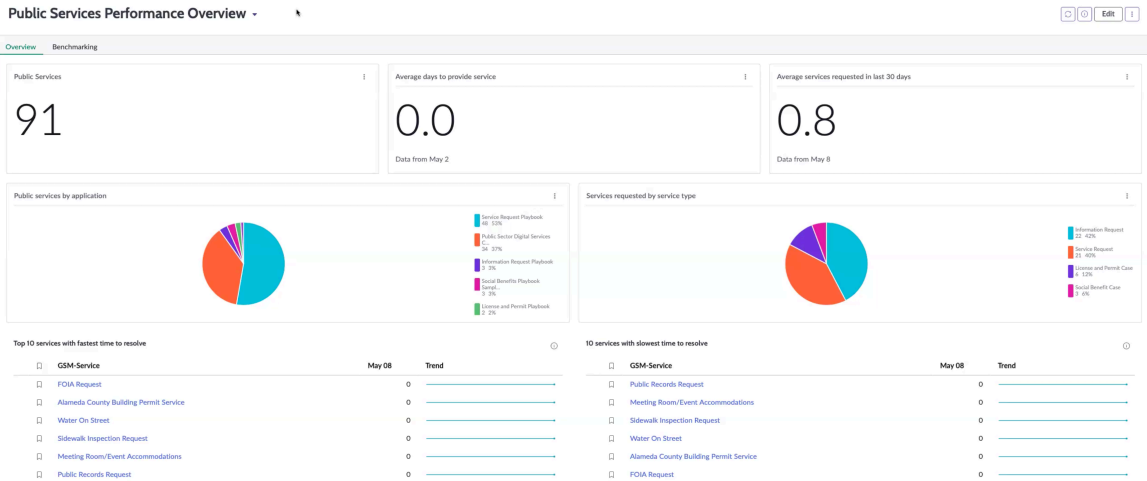 Public Services Performance Overview
Edit
Overview Benchmarking
Public Services
91
Average days to provide service
0.0
Data from May 2
Average services requested in last 30 days
0.8
Data from May 8
Public services by application
Service Request Playbook
48 53%
Public Sector Digital Services
C...
34 37%
Information Request Playbook
3 3%
Social Benefits Playbook
Sampl...
3 3%
License and Permit Playbook
2 2%
Services requested by service type
Information Request
22 42%
Service Request
21 40%
License and Permit Case
6 12%
Social Benefit Case
3 6%
Top 10 services with fastest time to resolve
GSM-Service May 08 Trend
FOIA Request 0
Alameda County Building Permit Service 0
Water On Street 0
Sidewalk Inspection Request 0
Meeting Room/Event Accommodations 0
Public Records Request 0
10 services with slowest time to resolve
GSM-Service May 08 Trend
Public Records Request 0
Meeting Room/Event Accommodations 0
Sidewalk Inspection Request 0
Water On Street 0
Alameda County Building Permit Service 0
FOIA Request 0